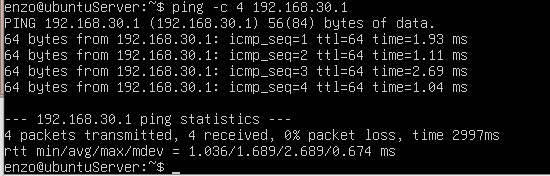 enzo@ubuntuServer:~$ ping -c 4 192.168.30.1
PING 192.168.30.1 (192.168.30.1) 56(84) bytes of data.
64 bytes from 192.168.30.1: icmp_seq=1 ttl=64 time=1.93 ms
64 bytes from 192.168.30.1: icmp_seq=2 ttl=64 time=1.11 ms
64 bytes from 192.168.30.1: icmp_seq=3 ttl=64 time=2.69 ms
64 bytes from 192.168.30.1: icmp_seq=4 ttl=64 time=1.04 ms
--- 192.168.30.1 ping statistics ---
4 packets transmitted, 4 received, 0% packet loss, time 2997ms
rtt min/avg/max/mdev = 1.036/1.689/2.689/0.674 ms
enzo@ubuntuServer:~$ _